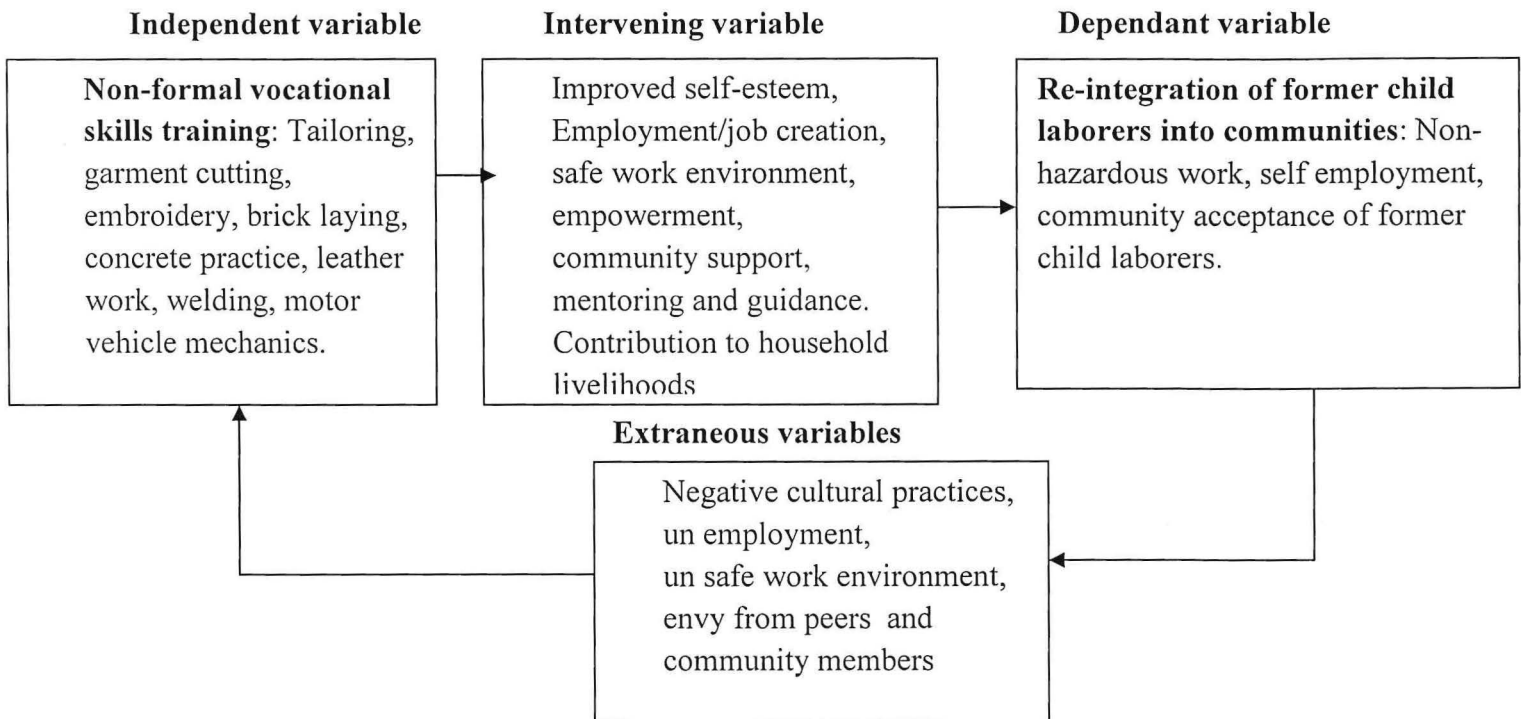 Independent variable
Non-formal vocational
skills training: Tailoring,
garment cutting,
embroidery, brick laying,
concrete practice, leather
work, welding, motor
vehicle mechanics.
Intervening variable
Improved self-esteem,
Employment/job creation,
safe work environment,
empowerment,
community support,
mentoring and guidance.
Contribution to household
livelihoods
Dependant variable
Re-integration of former child
laborers into communities: Non-
hazardous work, self employment,
community acceptance of former
child laborers.
Extraneous variables
Negative cultural practices,
un employment,
un safe work environment,
envy from peers and
community members